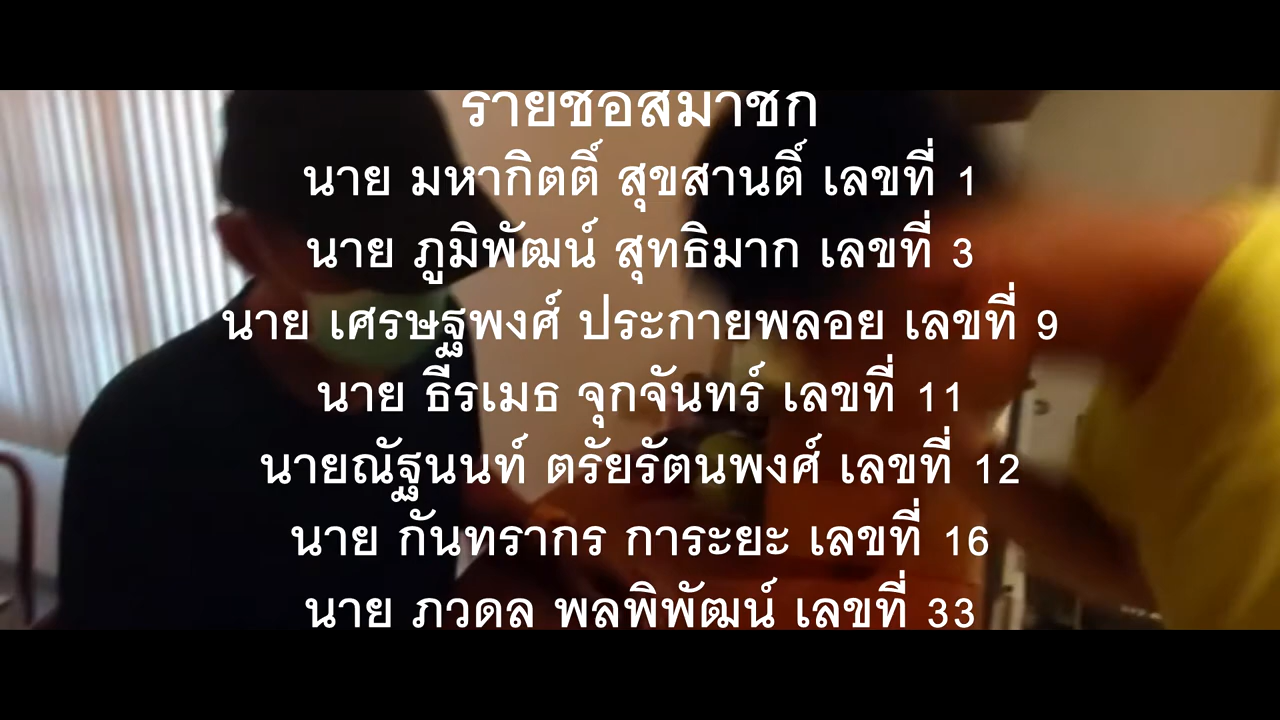 รายชื่อสมาชิก
นาย มหากิตติ์ สุขสานติ์ เลขที่ 1
นาย ภูมิพัฒน์ สุทธิมาก เลขที่ 3
นาย เศรษฐพงศ์ ประกายพลอย เลขที่ 9
นาย ธีรเมธ จุกจันทร์ เลขที่ 11
นายณัฐนนท์ ตรัยรัตนพงศ์ เลขที่ 12
นาย กันทรากร การะยะ เลขที่ 16
นาย ภวดล พลพิพัฒน์ เลขที่ 33